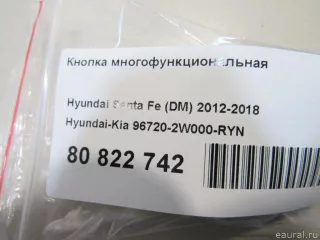 Кнопка многофункциональная
Hyundai Santa Fe (DM) 2012-2018
Hyundai-Kia 96720-2W000-RYN
80 822 742
eaural.ru